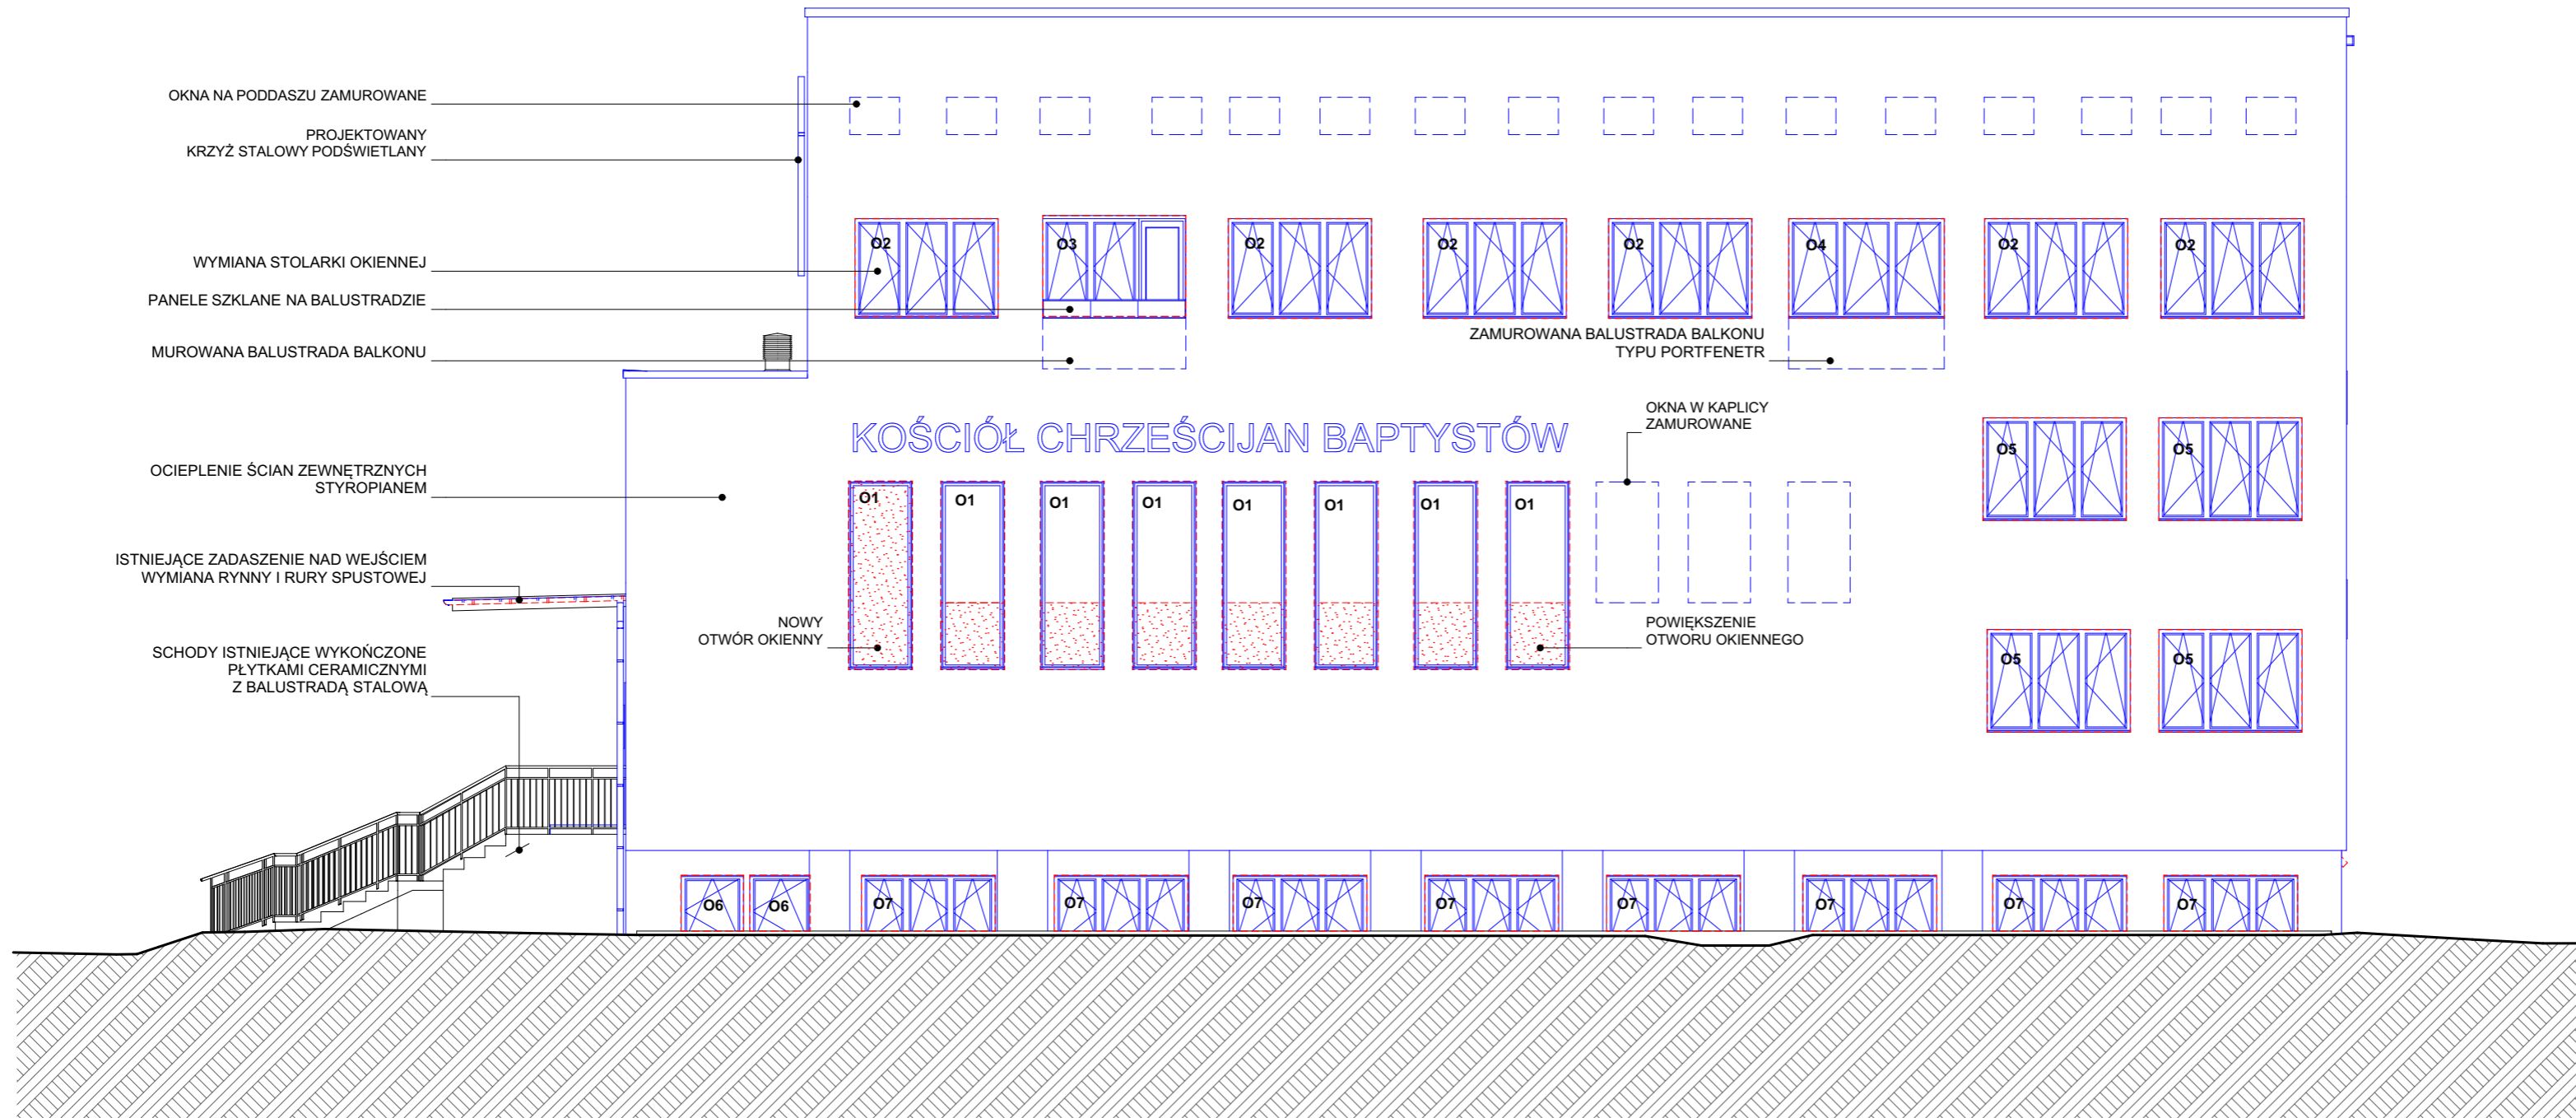 OKNA NA PODDASZU ZAMUROWANE
PROJEKTOWANY
KRZYŻ STALOWY PODŚWIETLANY
O2
O3
O2
O2
O2
O4
O2
O2
WYMIANA STOLARKI OKIENNEJ
PANELE SZKLANE NA BALUSTRADZIE
MUROWANA BALUSTRADA BALKONU
ZAMUROWANA BALUSTRADA BALKONU
TYPU PORTFENETR
KOŚCIÓŁ CHRZEŚCIJAN BAPTYSTÓW
OKNA W KAPLICY
ZAMUROWANE
O5
O5
OCIEPLENIE ŚCIAN ZEWNĘTRZNYCH
STYROPIANEM
O1
O1
O1
O1
O1
O1
O1
O1
ISTNIEJĄCE ZADASZENIE NAD WEJŚCIEM
WYMIANA RYNNY I RURY SPUSTOWEJ
NOWY
OTWÓR OKIENNY
POWIĘKSZENIE
OTWORU OKIENNEGO
SCHODY ISTNIEJĄCE WYKOŃCZONE
PŁYTKAMI CERAMICZNYMI
Z BALUSTRADĄ STALOWĄ
O5
O5
O6
O6
O7
O7
O7
O7
O7
O7
O7
O7